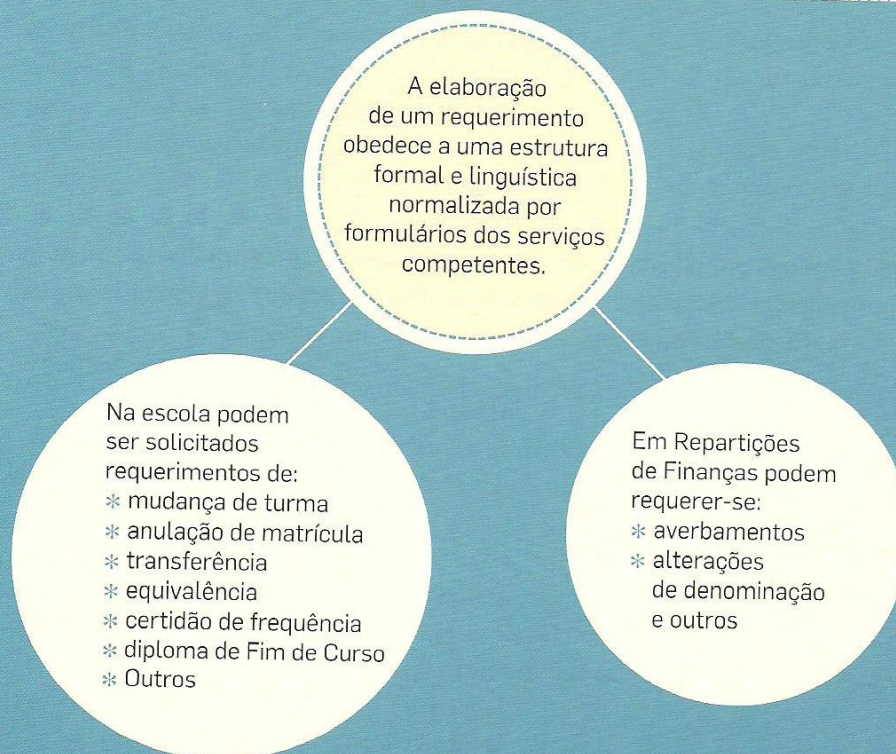 A elaboração
de um requerimento
obedece a uma estrutura
formal e linguística
normalizada por
formulários dos serviços
competentes.
Na escola podem
ser solicitados
requerimentos de:
* mudança de turma
* anulação de matrícula
* transferência
* equivalência
* certidão de frequência
* diploma de Fim de Curso
* Outros
Em Repartições
de Finanças podem
requerer-se:
* averbamentos
* alterações
de denominação
e outros